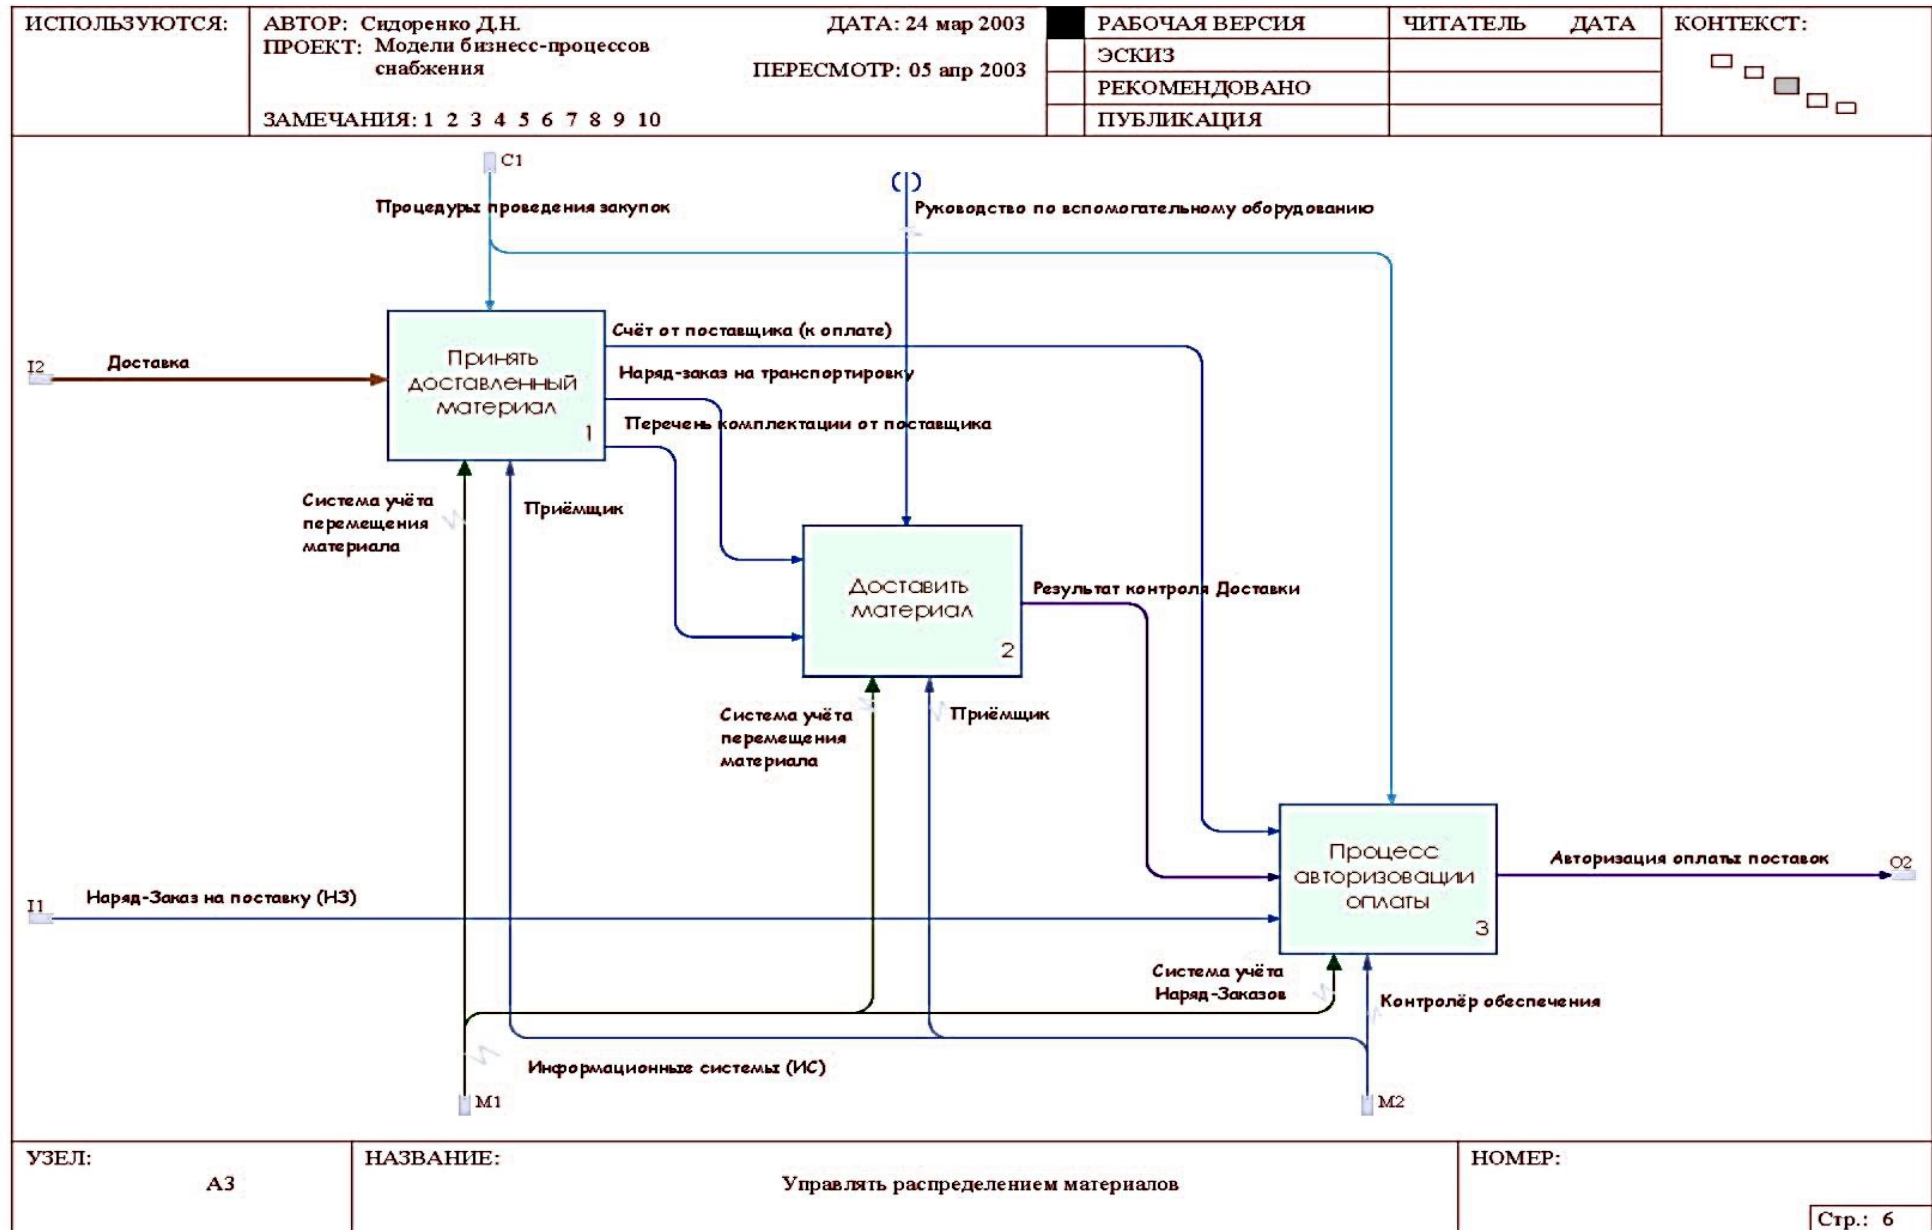 ИСПОЛЬЗУЮТСЯ:
АВТОР: Сидоренко Д.Н.
ПРОЕКТ: Модели бизнесс-процессов
снабжения
ЗАМЕЧАНИЯ: 1 2 3 4 5 6 7 8 9 10
ДАТА: 24 мар 2003
ПЕРЕСМОТР: 05 апр 2003
РАБОЧАЯ ВЕРСИЯ
ЭСКИЗ
РЕКОМЕНДОВАНО
ПУБЛИКАЦИЯ
ЧИТАТЕЛЬ ДАТА
КОНТЕКСТ:
C1
Процедуры проведения закупок
Руководство по вспомогательному оборудованию
I2
Доставка
Принять
доставленный
материал
1
Счёт от поставщика (к оплате)
Наряд-заказ на транспортировку
Перечень комплектации от поставщика
Система учёта
перемещения
материала
Приёмщик
Доставить
материал
2
Результат контроля Доставки
Система учёта
перемещения
материала
Приёмщик
Процесс
авторизовации
оплаты
3
Авторизация оплаты поставок
O2
I1
Наряд-Заказ на поставку (НЗ)
Система учёта
Наряд-Заказов
Контролёр обеспечения
Информационные системы (ИС)
M1
M2
УЗЕЛ:
А3
НАЗВАНИЕ:
Управлять распределением материалов
НОМЕР:
Стр.: 6